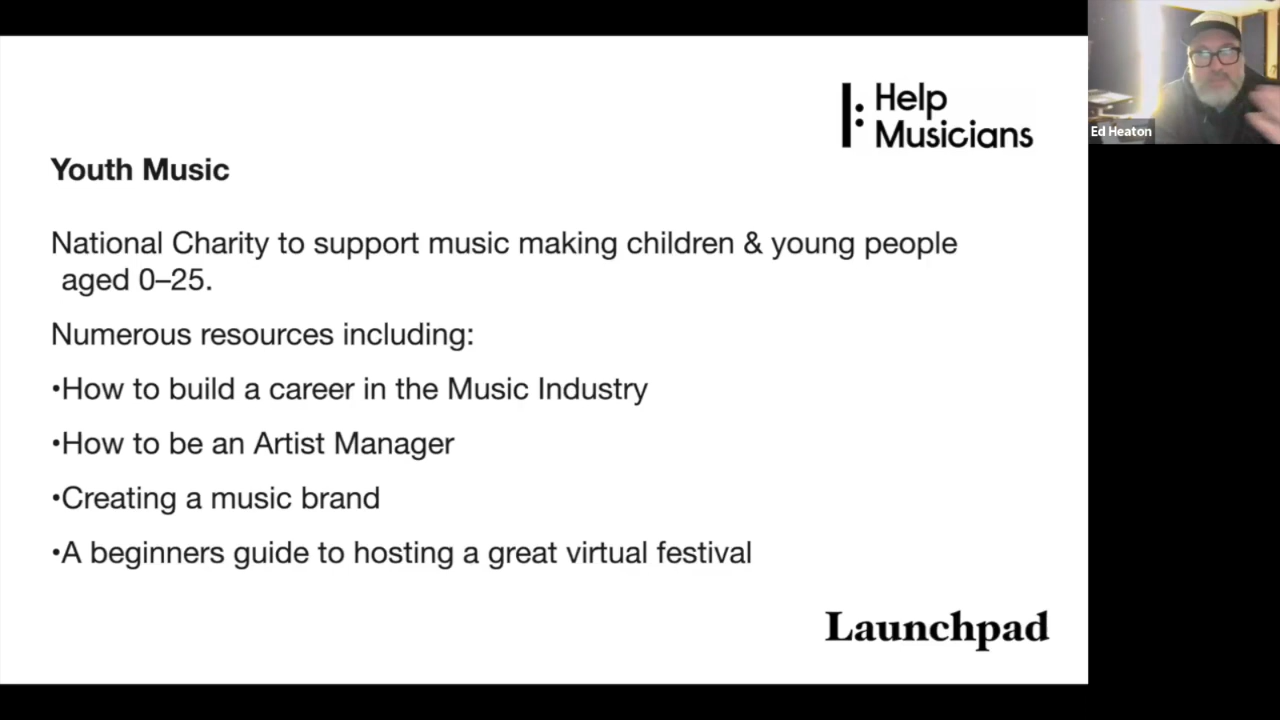 Help
Musicians
Ed Heaton
Youth Music
National Charity to support music making children & young people
aged 0–25.
Numerous resources including:
•How to build a career in the Music Industry
•How to be an Artist Manager
•Creating a music brand
•A beginners guide to hosting a great virtual festival
Launchpad